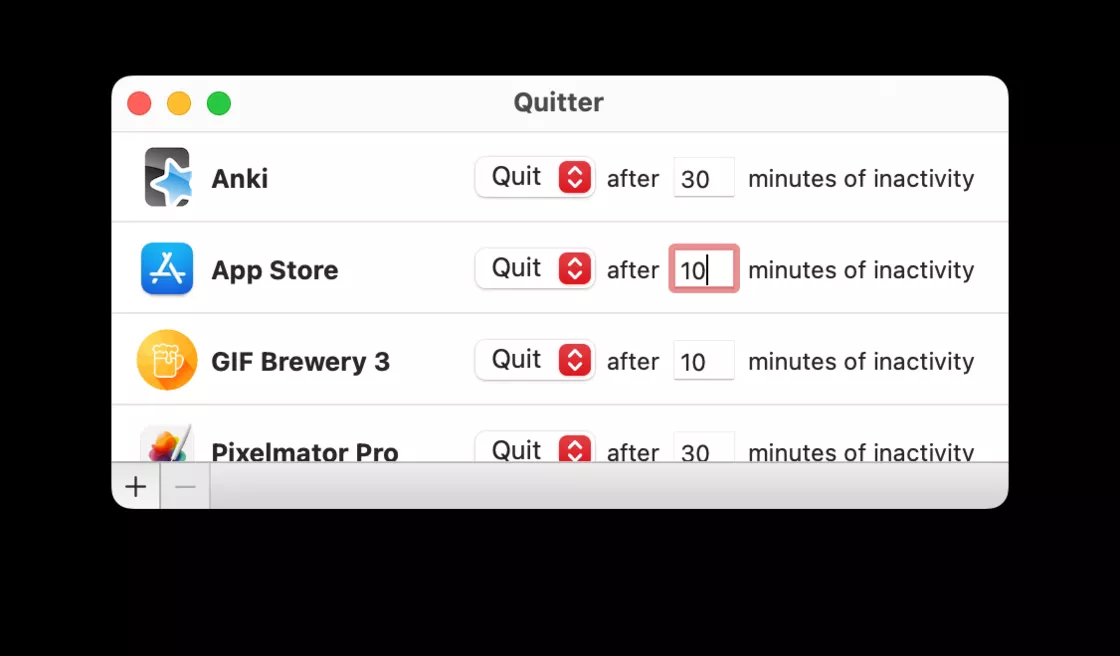 Quitter
Anki Quit after 30 minutes of inactivity
App Store Quit after 10 minutes of inactivity
GIF Brewery 3 Quit after 10 minutes of inactivity
Pixelmator Pro Quit after 30 minutes of inactivity